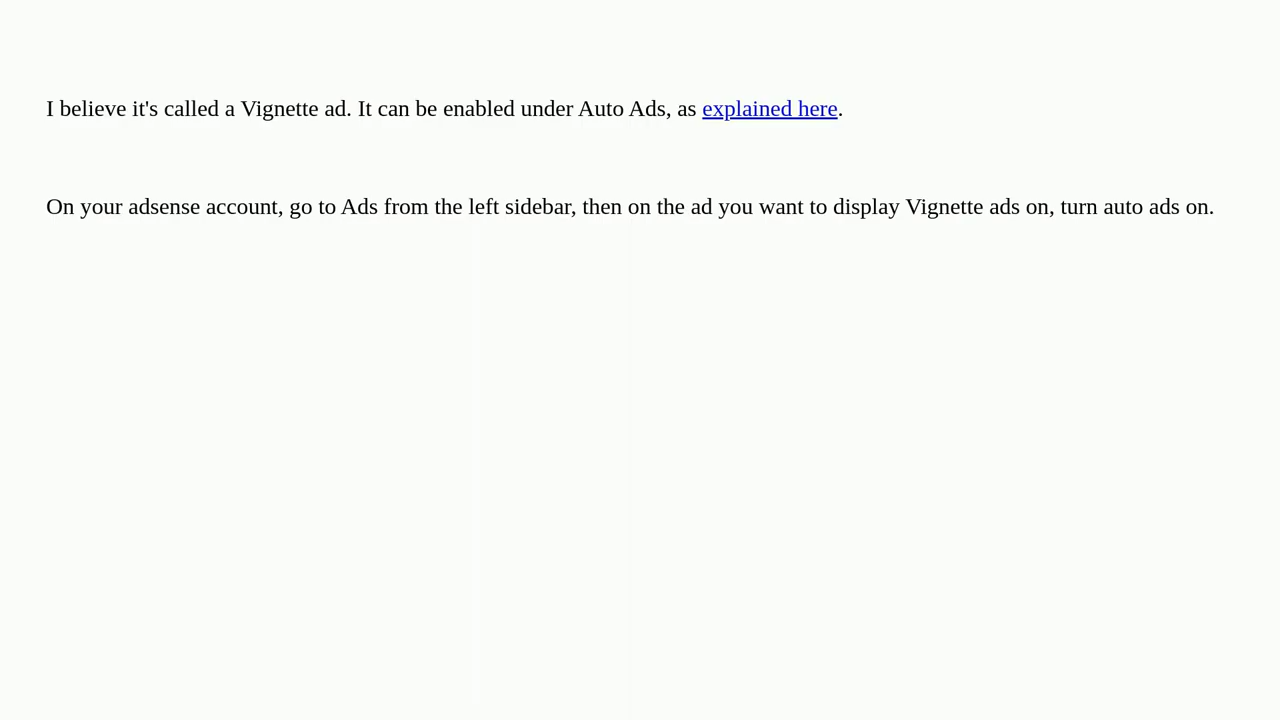 I believe it's called a Vignette ad. It can be enabled under Auto Ads, as explained here.
On your adsense account, go to Ads from the left sidebar, then on the ad you want to display Vignette ads on, turn auto ads on.